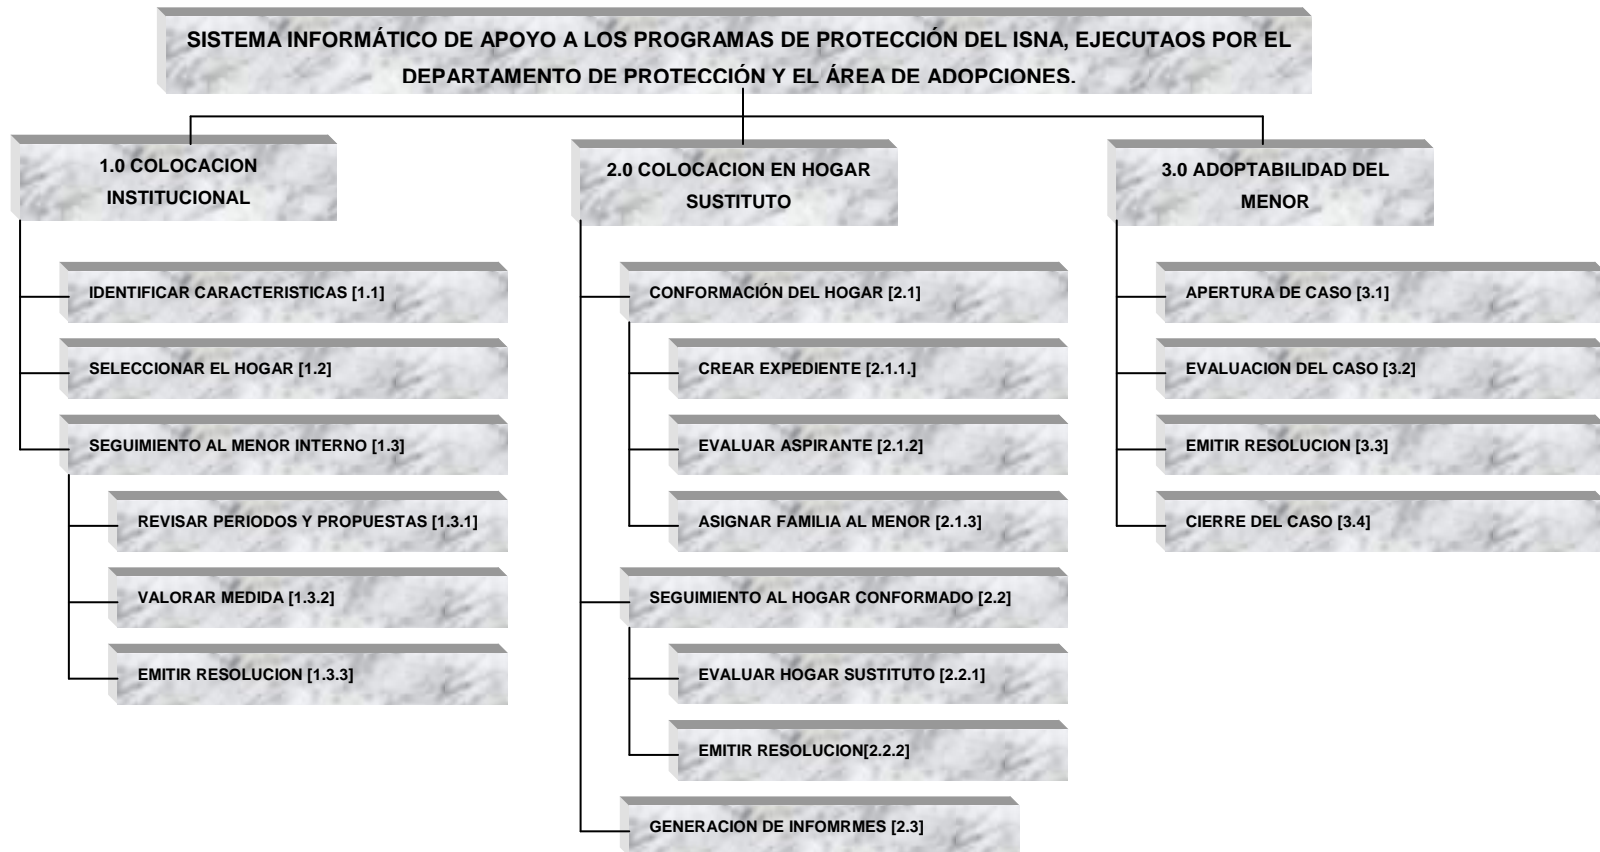 SISTEMA INFORMÁTICO DE APOYO A LOS PROGRAMAS DE PROTECCIÓN DEL ISNA, EJECUTAOS POR EL
DEPARTAMENTO DE PROTECCIÓN Y EL ÁREA DE ADOPCIONES.
1.0 COLOCACION
INSTITUCIONAL
IDENTIFICAR CARACTERISTICAS [1.1]
SELECCIONAR EL HOGAR [1.2]
SEGUIMIENTO AL MENOR INTERNO [1.3]
REVISAR PERIODOS Y PROPUESTAS [1.3.1]
VALORAR MEDIDA [1.3.2]
EMITIR RESOLUCION [1.3.3]
2.0 COLOCACION EN HOGAR
SUSTITUTO
CONFORMACIÓN DEL HOGAR [2.1]
CREAR EXPEDIENTE [2.1.1.]
EVALUAR ASPIRANTE [2.1.2]
ASIGNAR FAMILIA AL MENOR [2.1.3]
SEGUIMIENTO AL HOGAR CONFORMADO [2.2]
EVALUAR HOGAR SUSTITUTO [2.2.1]
EMITIR RESOLUCION[2.2.2]
GENERACION DE INFOMRMES [2.3]
3.0 ADOPTABILIDAD DEL
MENOR
APERTURA DE CASO [3.1]
EVALUACION DEL CASO [3.2]
EMITIR RESOLUCION [3.3]
CIERRE DEL CASO [3.4]